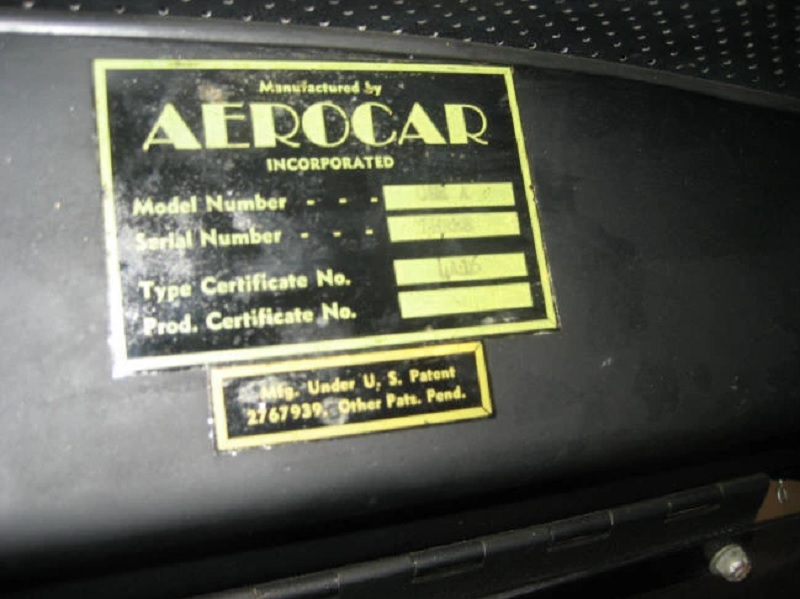 Manufactured by
AEROCAR
INCORPORATED
Model Number - - -
Serial Number - - -
Type Certificate No.
Prod. Certificate No.
Mfg. Under U. S. Patent
2767939. Other Pats. Pend.